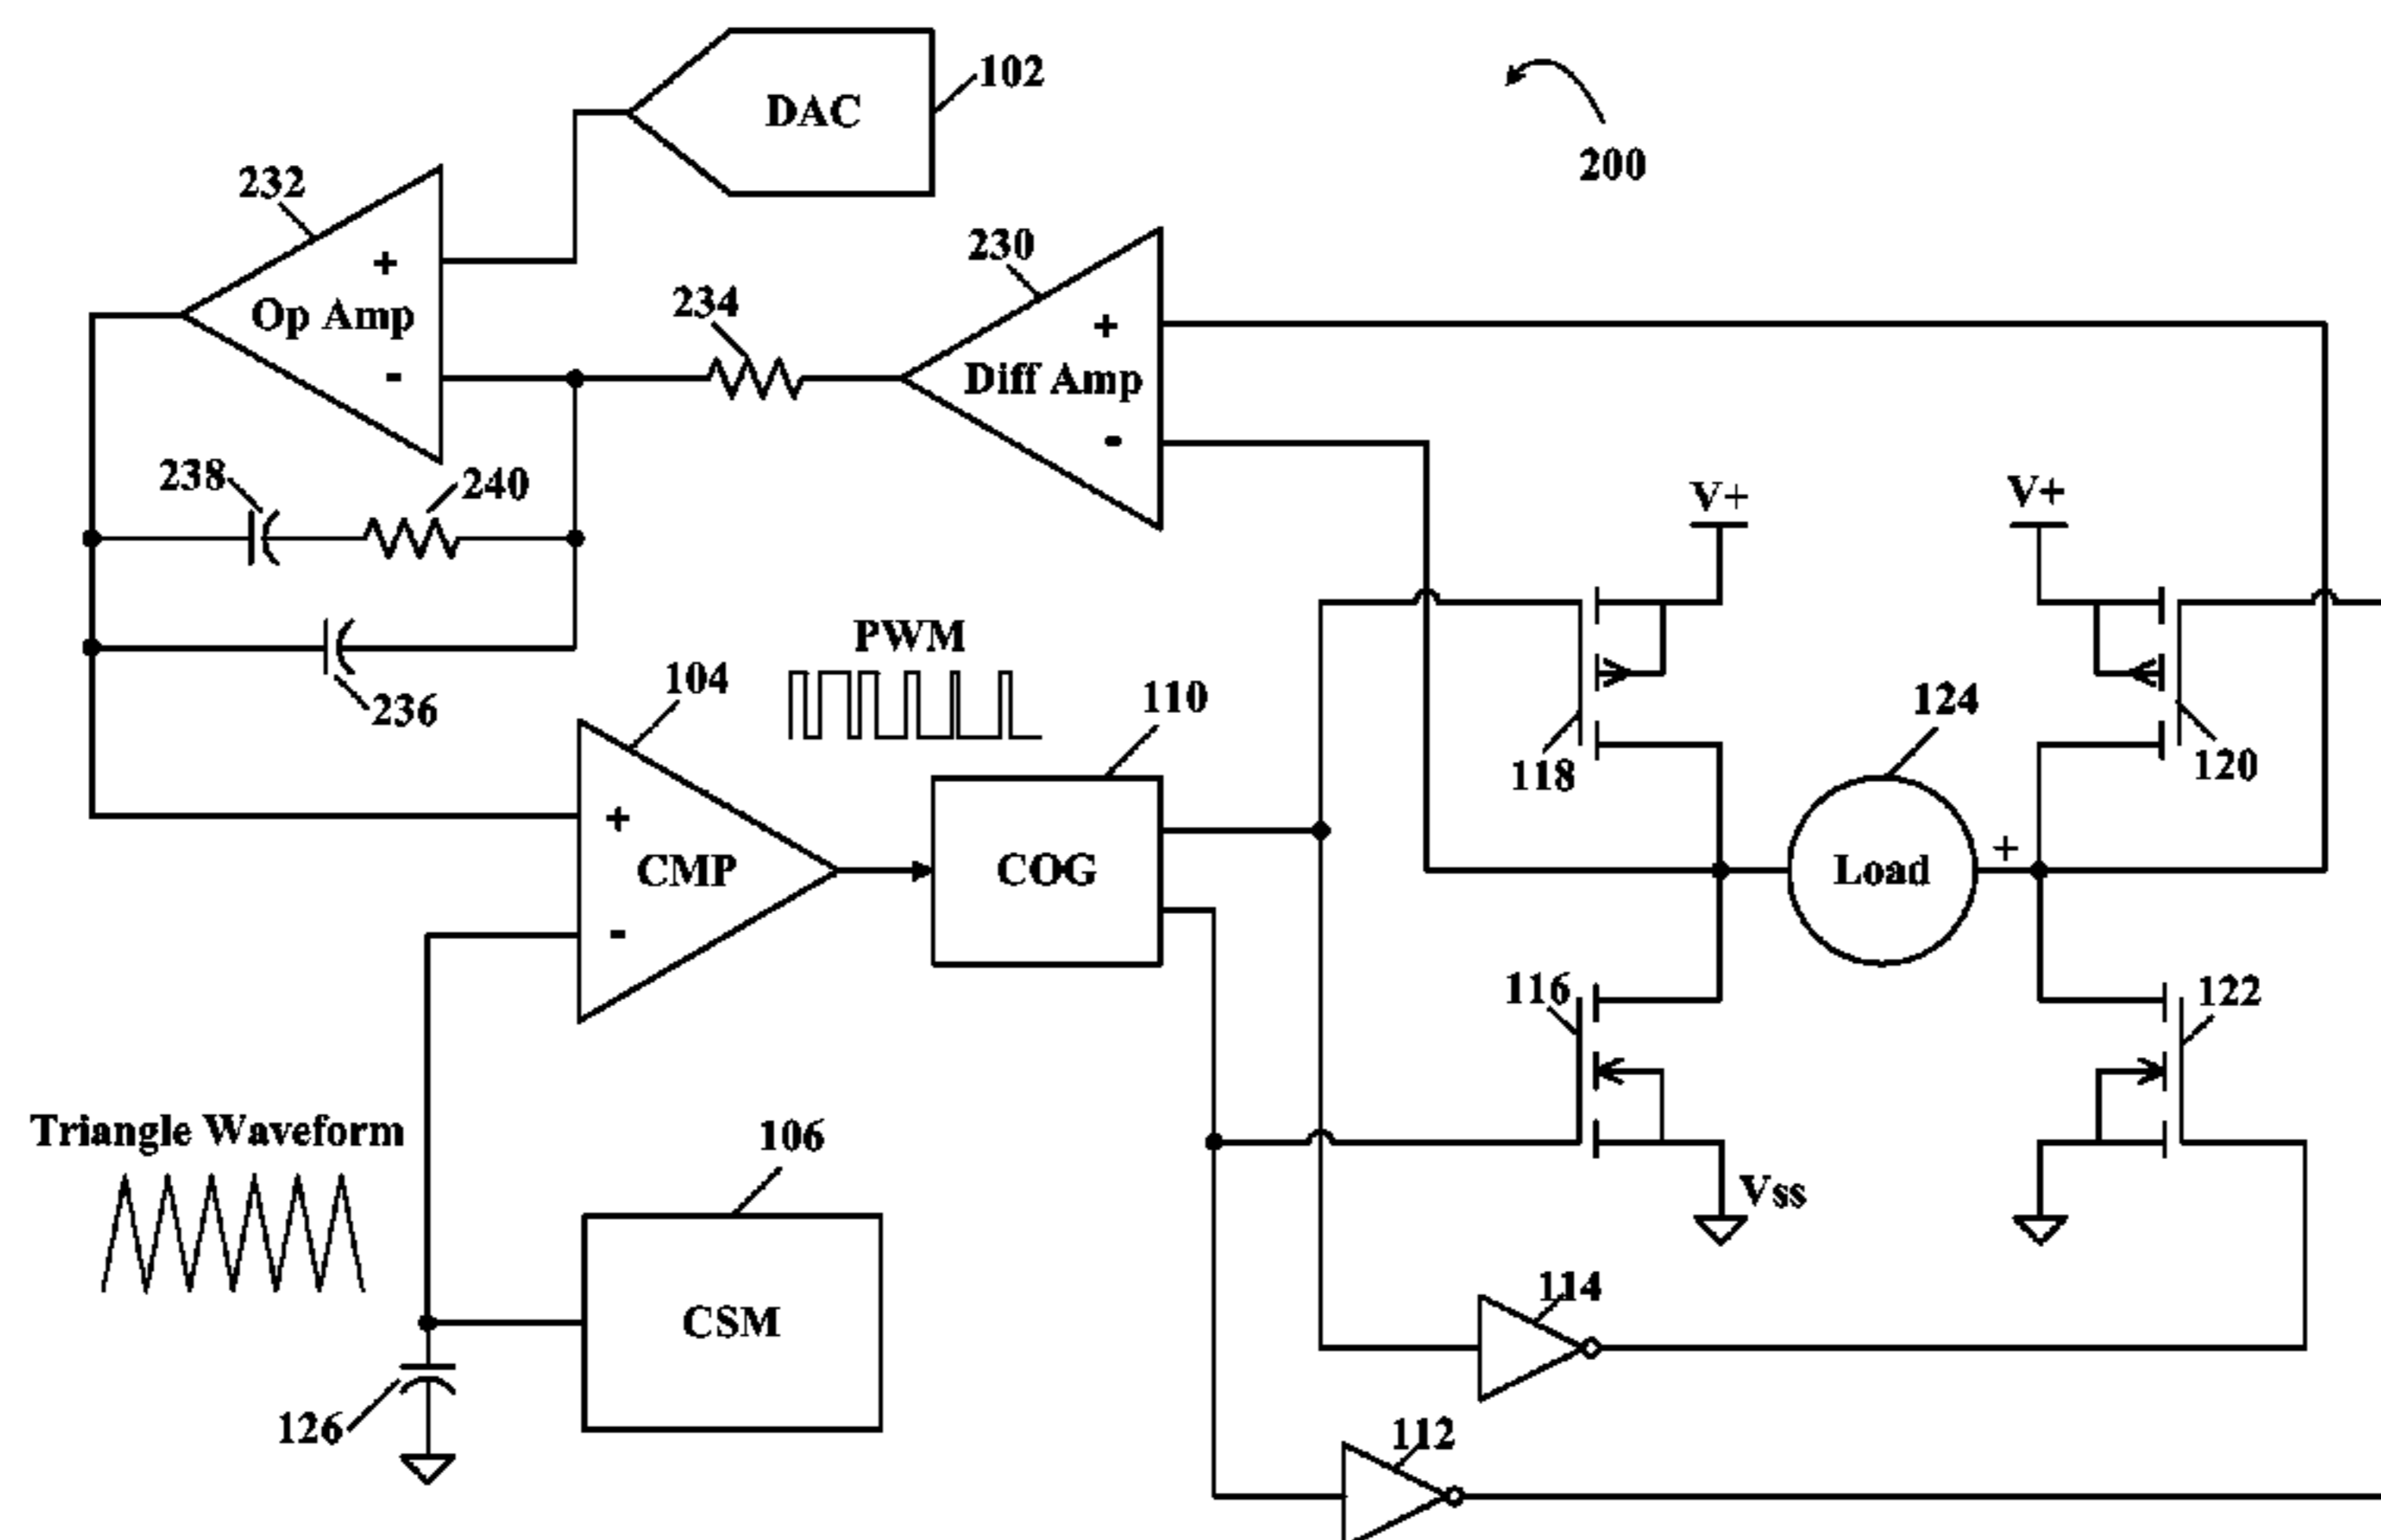 102
DAC
200
232
+
Op Amp
-
230
+
Diff Amp
-
234
238
240
236
V+
V+
PWM
104
110
118
124
120
+
CMP
-
COG
Load
+
116
122
Triangle Waveform
106
Vss
CSM
114
126
112